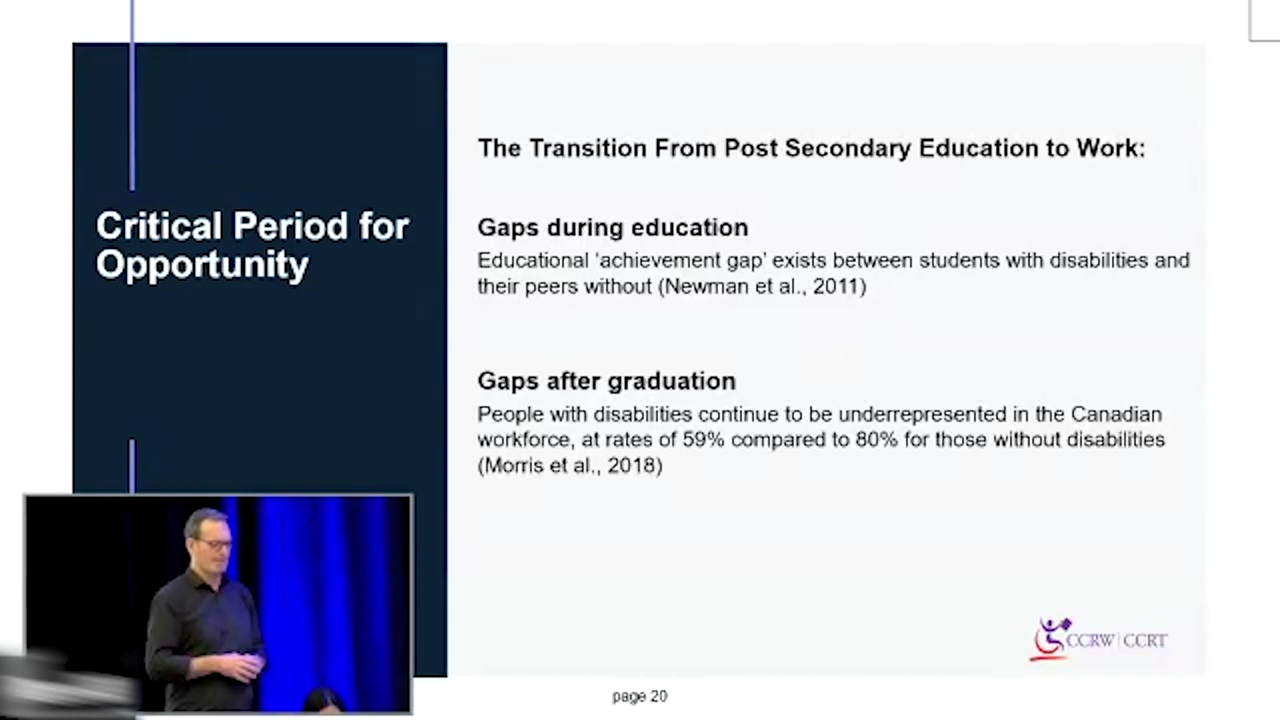 Critical Period for
Opportunity
The Transition From Post Secondary Education to Work:
Gaps during education
Educational ‘achievement gap’ exists between students with disabilities and
their peers without (Newman et al., 2011)
Gaps after graduation
People with disabilities continue to be underrepresented in the Canadian
workforce, at rates of 59% compared to 80% for those without disabilities
(Morris et al., 2018)
CCRW | CCRT
page 20